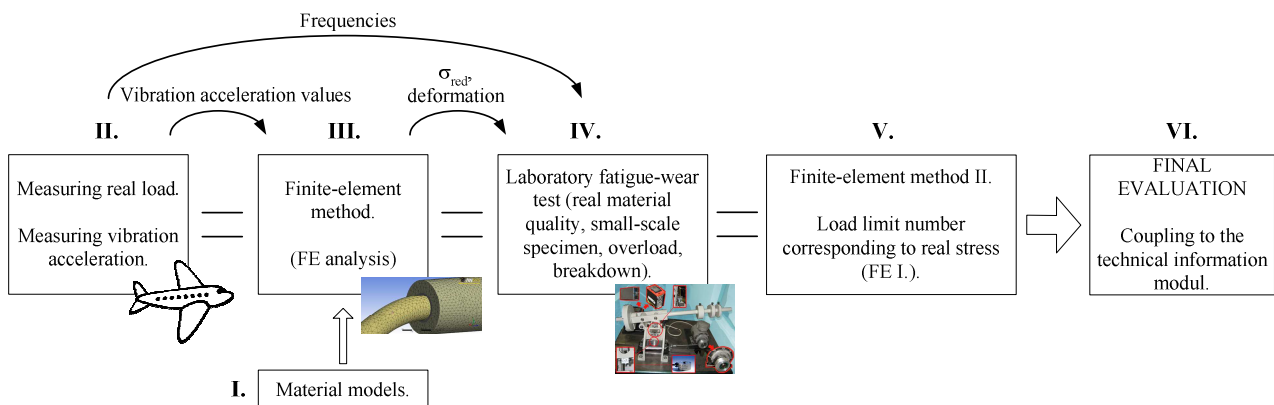 Frequencies
Vibration acceleration values
σred,
deformation
II.
III.
IV.
V.
VI.
Measuring real load.
Measuring vibration
acceleration.
Finite-element
method.
(FE analysis)
Laboratory fatigue-wear
test (real material
quality, small-scale
specimen, overload,
breakdown).
Finite-element method II.
Load limit number
corresponding to real stress
(FE I.).
FINAL
EVALUATION
Coupling to the
technical information
modul.
I.
Material models.